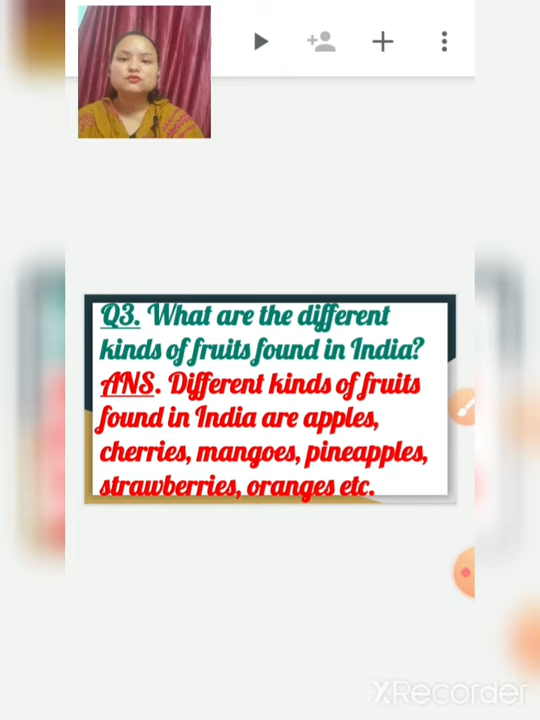 Q3. What are the different
kinds of fruits found in India?
ANS. Different kinds of fruits
found in India are apples,
cherries, mangoes, pineapples,
strawberries, oranges etc.
XRecorder